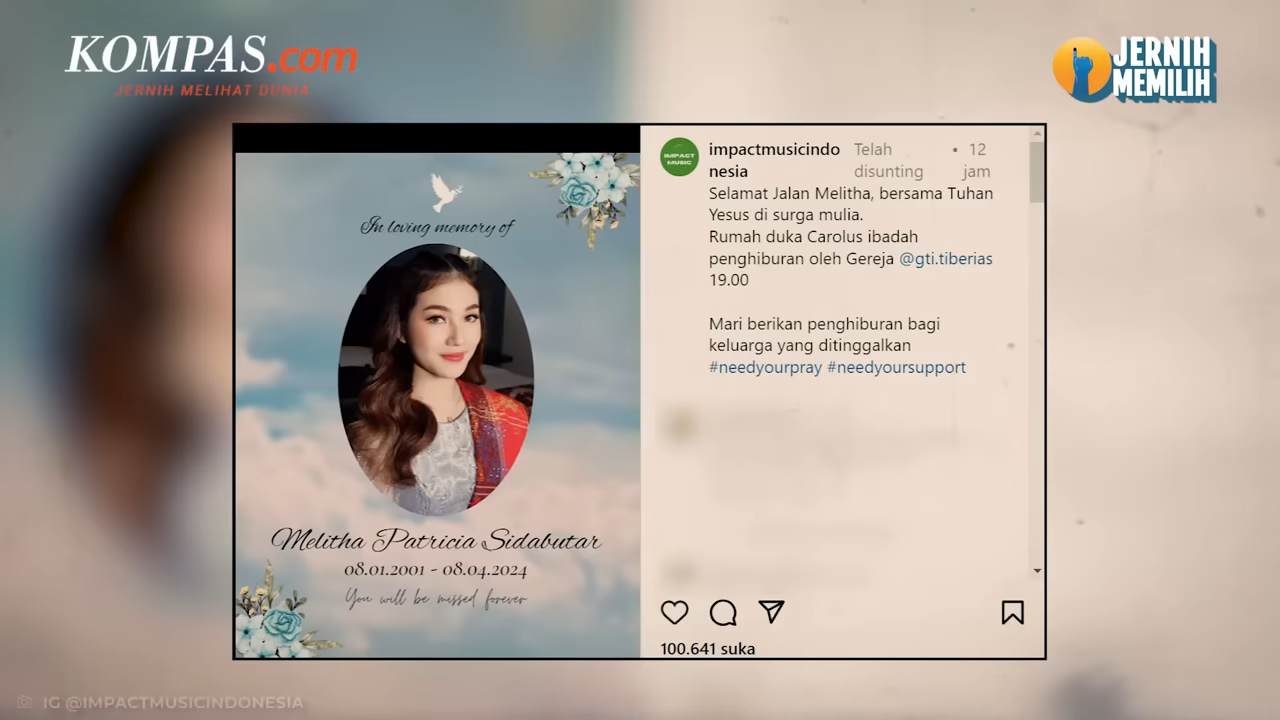 KOMPAS.com
JERNIH MELIHAT DUNIA
JERNIH
MEMILIH
In loving memory of
Melitha Patricia Sidabutar
08.01.2001 - 08.04.2024
You will be missed forever
IMPACT
MUSIC
impactmusicindo
nesia
Telah
disunting
• 12
jam
Selamat Jalan Melitha, bersama Tuhan
Yesus di surga mulia.
Rumah duka Carolus ibadah
penghiburan oleh Gereja @gti.tiberias
19.00
Mari berikan penghiburan bagi
keluarga yang ditinggalkan
#needyourpray #needyoursupport
100.641 suka
IG @IMPACTMUSICINDONESIA